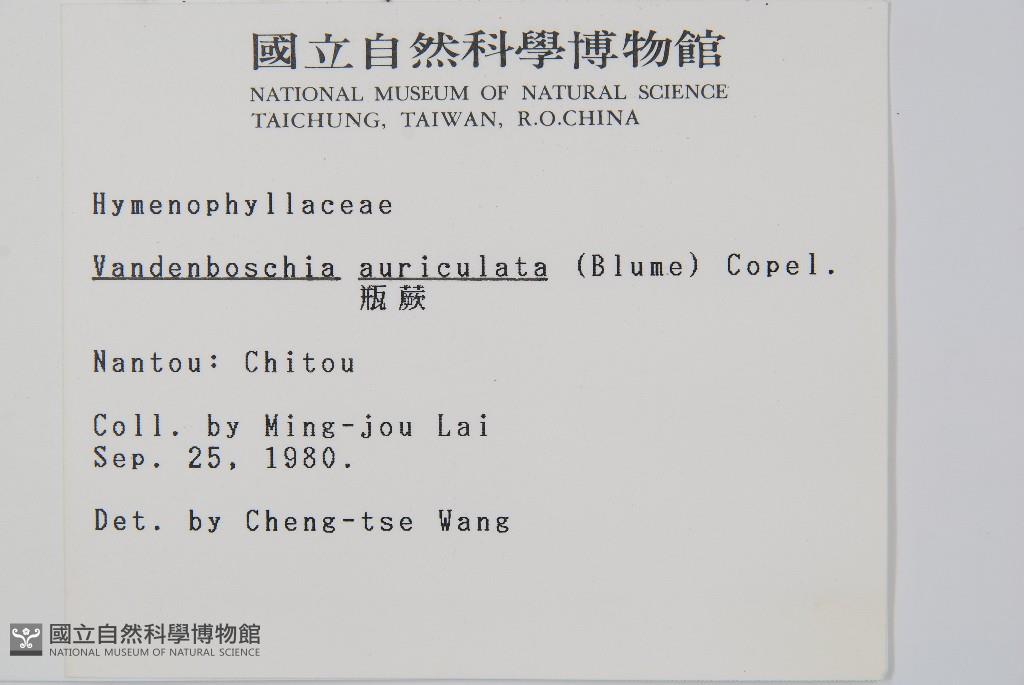 國立自然科學博物館
NATIONAL MUSEUM OF NATURAL SCIENCE
TAICHUNG, TAIWAN, R.O.CHINA
Hymenophyllaceae
Vandenboschia auriculata (Blume) Copel.
瓶蕨
Nantou: Chitou
Coll. by Ming-jou Lai
Sep. 25, 1980.
Det. by Cheng-tse Wang
國立自然科學博物館
NATIONAL MUSEUM OF NATURAL SCIENCE